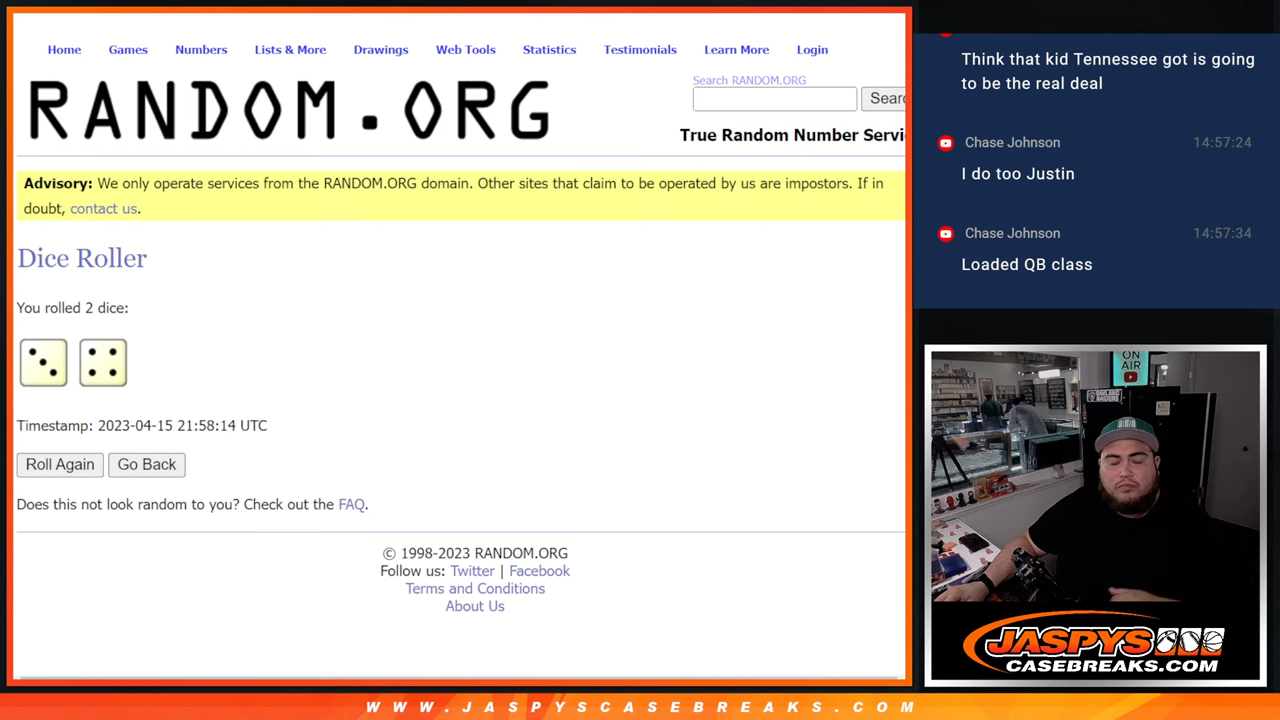 Home Games Numbers Lists & More Drawings Web Tools Statistics Testimonials Learn More Login
RANDOM.ORG
Search RANDOM.ORG
Searc
True Random Number Servi
Advisory: We only operate services from the RANDOM.ORG domain. Other sites that claim to be operated by us are impostors. If in
doubt, contact us.
Dice Roller
You rolled 2 dice:
Timestamp: 2023-04-15 21:58:14 UTC
Roll Again Go Back
Does this not look random to you? Check out the FAQ.
© 1998-2023 RANDOM.ORG
Follow us: Twitter | Facebook
Terms and Conditions
About Us
Think that kid Tennessee got is going
to be the real deal
Chase Johnson 14:57:24
I do too Justin
Chase Johnson 14:57:34
Loaded QB class
ON
AIR
OAKLAND
RAIDERS
JASPYS
CASEBREAKS.COM
WWW.JASPYSCASEBREAKS.COM